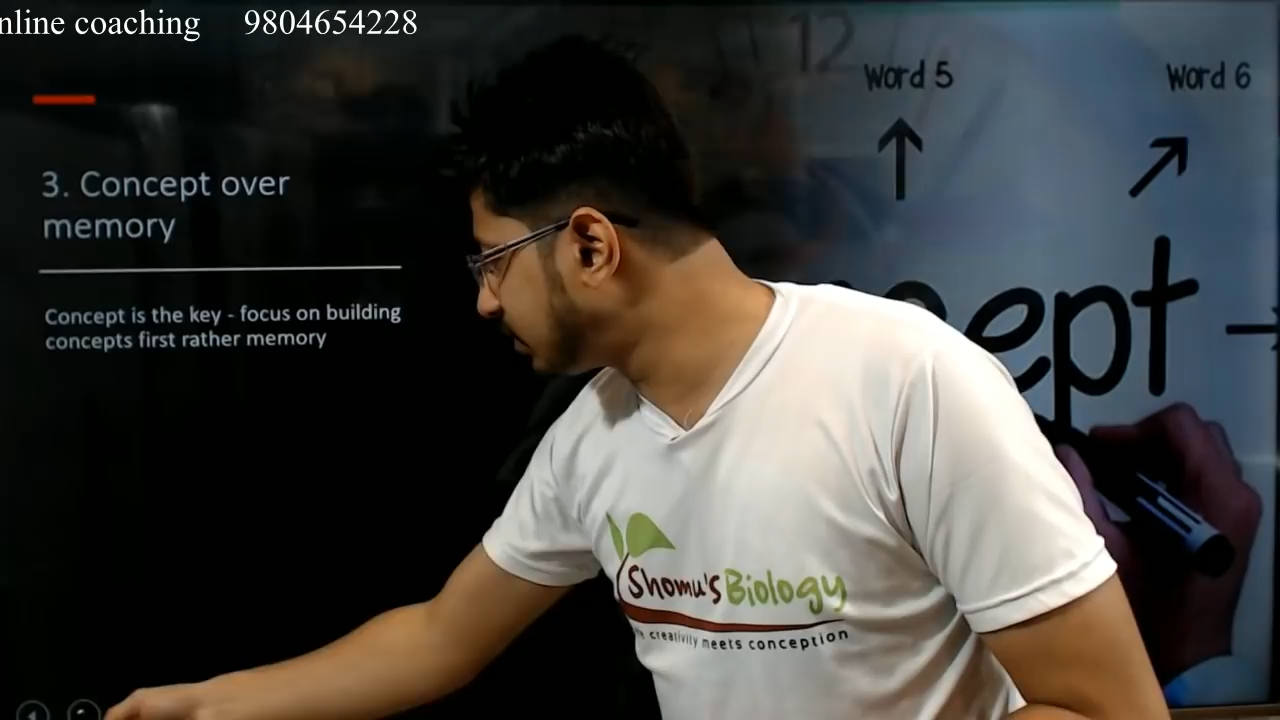 nline coaching 9804654228
12
Word 5
Word 6
3. Concept over
memory
Concept is the key - focus on building
concepts first rather memory
ept
Shomu's Biology
creativity meets conception